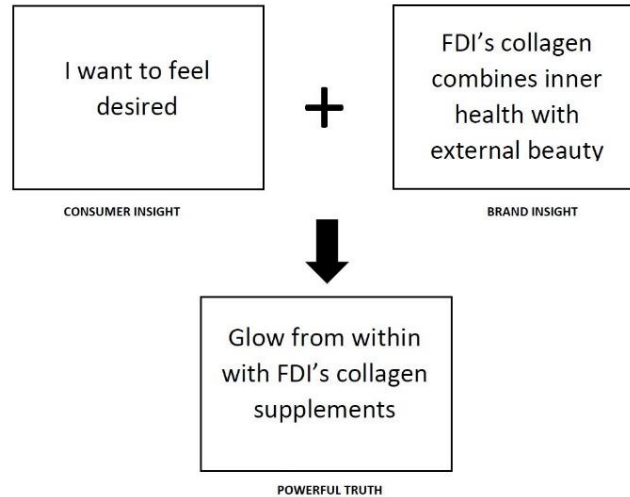 I want to feel
desired
+
FDI’s collagen
combines inner
health with
external beauty
CONSUMER INSIGHT
BRAND INSIGHT
Glow from within
with FDI’s collagen
supplements
POWERFUL TRUTH